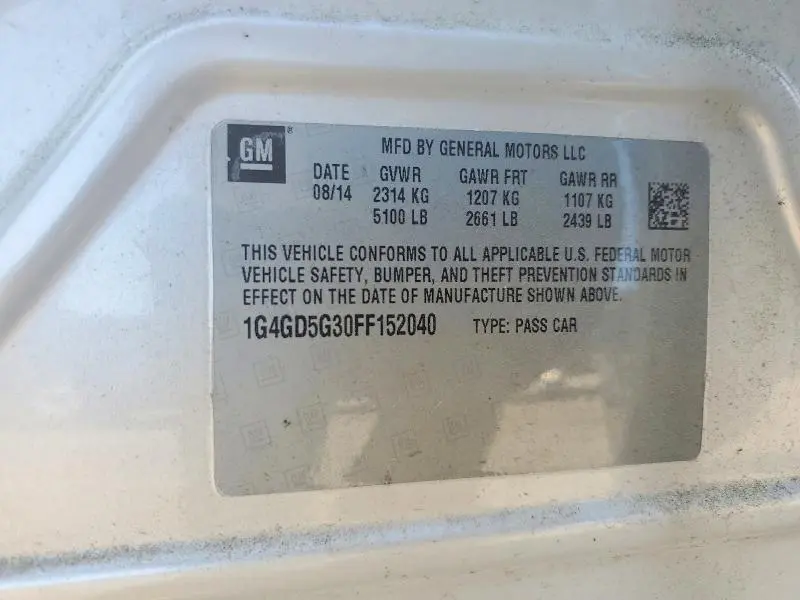 GM®
MFD BY GENERAL MOTORS LLC
DATE GVWR GAWR FRT GAWR RR
08/14 2314 KG 1207 KG 1107 KG
5100 LB 2661 LB 2439 LB
THIS VEHICLE CONFORMS TO ALL APPLICABLE U.S. FEDERAL MOTOR
VEHICLE SAFETY, BUMPER, AND THEFT PREVENTION STANDARDS IN
EFFECT ON THE DATE OF MANUFACTURE SHOWN ABOVE.
1G4GD5G30FF152040 TYPE: PASS CAR